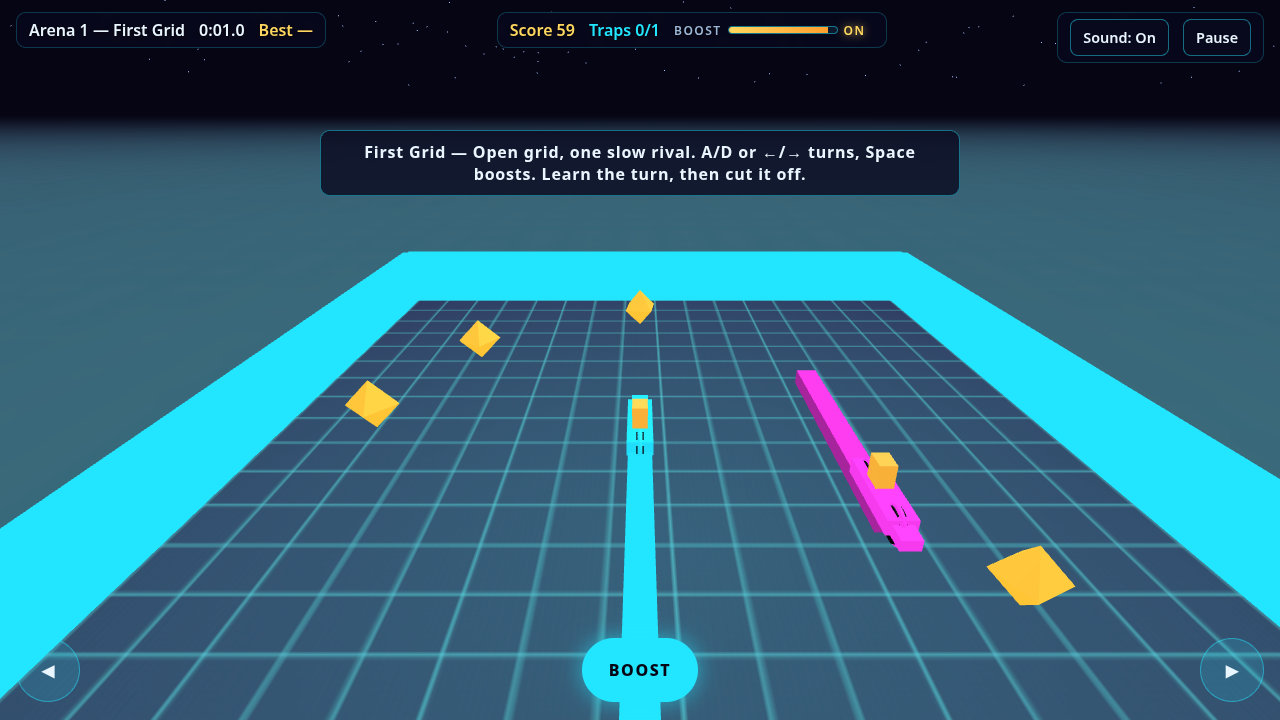 Arena 1 — First Grid 0:01.0 Best —
Score 59 Traps 0/1 BOOST ON
Sound: On
Pause
First Grid — Open grid, one slow rival. A/D or ←/→ turns, Space
boosts. Learn the turn, then cut it off.
◀
BOOST
▶